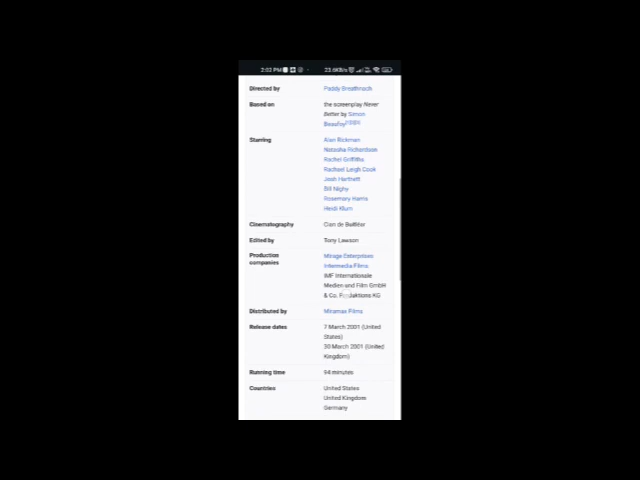 2:02 PM
Directed by Paddy Breathnach
Based on the screenplay Never
Better by Simon
Beaufoy
Starring Alan Rickman
Natasha Richardson
Rachel Griffiths
Rachael Leigh Cook
Josh Hartnett
Bill Nighy
Rosemary Harris
Heidi Klum
Cinematography Cian de Buitléar
Edited by Tony Lawson
Production Mirage Enterprises
companies Intermedia Films
IMF Internationale
Medien und Film GmbH
& Co.
KG
Distributed by Miramax Films
Release dates 7 March 2001 (United
States)
30 March 2001 (United
Kingdom)
Running time 94 minutes
Countries United States
United Kingdom
Germany